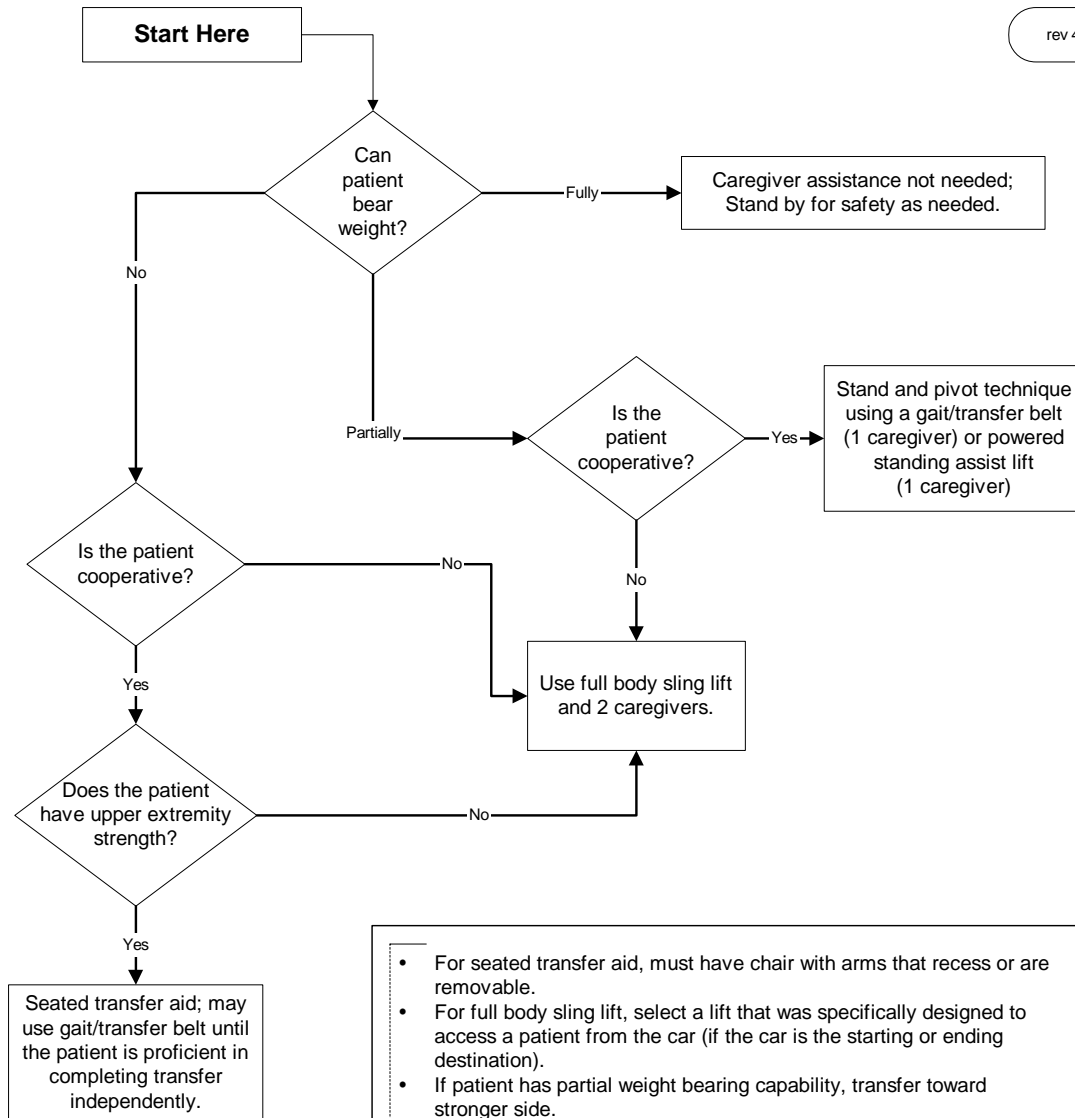 Start Here
rev 4
Can
patient
bear
weight?
Fully
Caregiver assistance not needed;
Stand by for safety as needed.
No
Partially
Is the
patient
cooperative?
Yes
Stand and pivot technique
using a gait/transfer belt
(1 caregiver) or powered
standing assist lift
(1 caregiver)
Is the patient
cooperative?
No
No
Yes
Use full body sling lift
and 2 caregivers.
Does the patient
have upper extremity
strength?
No
Yes
Seated transfer aid; may
use gait/transfer belt until
the patient is proficient in
completing transfer
independently.
• For seated transfer aid, must have chair with arms that recess or are
removable.
• For full body sling lift, select a lift that was specifically designed to
access a patient from the car (if the car is the starting or ending
destination).
• If patient has partial weight bearing capability, transfer toward
stronger side.